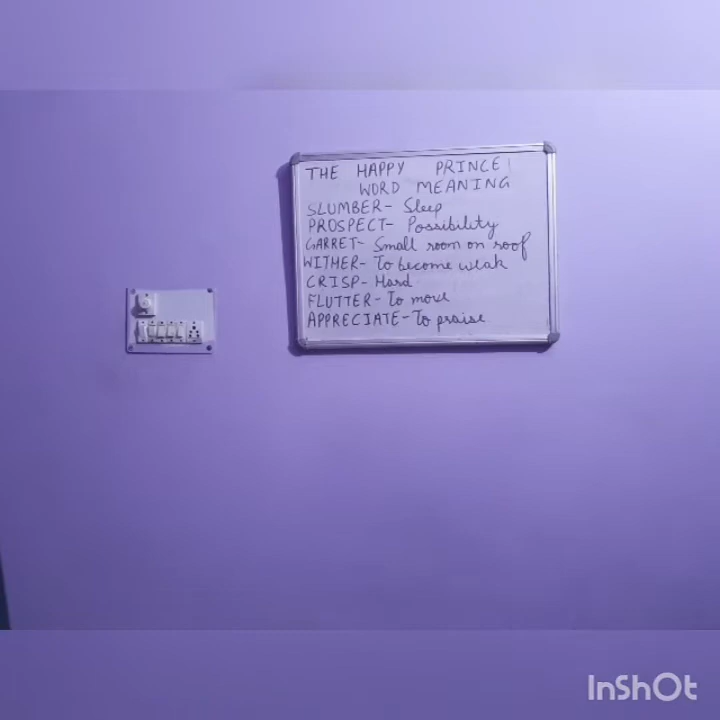 THE HAPPY PRINCE
WORD MEANING
SLUMBER- Sleep
PROSPECT- Possibility
GARRET- Small room on roof
WITHER- To become weak
CRISP- Hard
FLUTTER- To move
APPRECIATE- To praise
InShOt